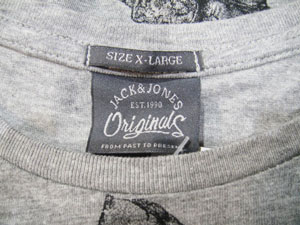 SIZE X-LARGE
JACK & JONES
EST. 1990
Originals
FROM PAST TO PRESENT